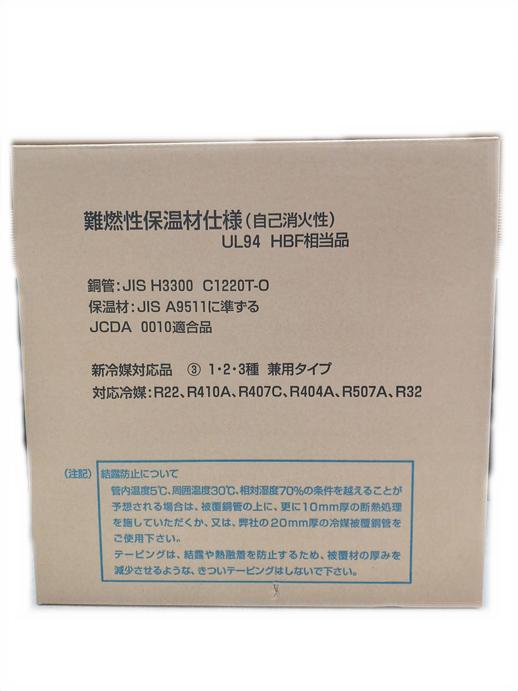 難燃性保温材仕様(自己消火性)
UL94 HBF相当品
銅管:JIS H3300 C1220T-O
保温材:JIS A9511に準ずる
JCDA 0010適合品
新冷媒対応品 ③ 1・2・3種 兼用タイプ
対応冷媒:R22、R410A、R407C、R404A、R507A、R32
(注記) 結露防止について
管内温度5℃、周囲温度30℃、相対湿度70%の条件を越えることが
予想される場合は、被覆銅管の上に、更に10mm厚の断熱処理
を施していただくか、又は、弊社の20mm厚の冷媒被覆銅管を
ご使用下さい。
テーピングは、結露や熱融着を防止するため、被覆材の厚みを
減少させるような、きついテーピングはしないで下さい。